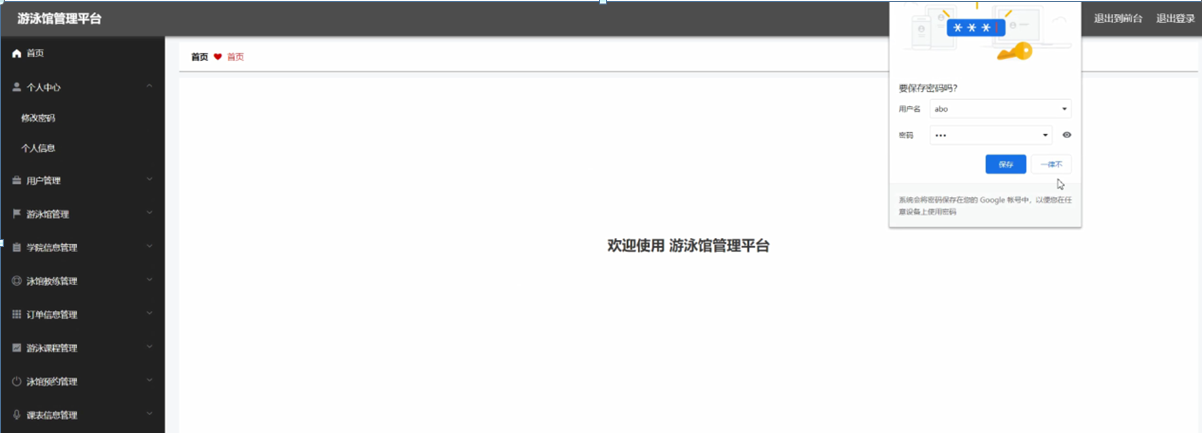 游泳馆管理平台
退出到前台 退出登录
首页
个人中心
修改密码
个人信息
用户管理
游泳馆管理
学院信息管理
泳馆教练管理
订单信息管理
游泳课程管理
泳馆预约管理
课表信息管理
首页 首页
欢迎使用 游泳馆管理平台
要保存密码吗?
用户名 abo
密码 •••
保存 一律不
系统会将密码保存在您的 Google 帐号中,以便您在任
意设备上使用密码